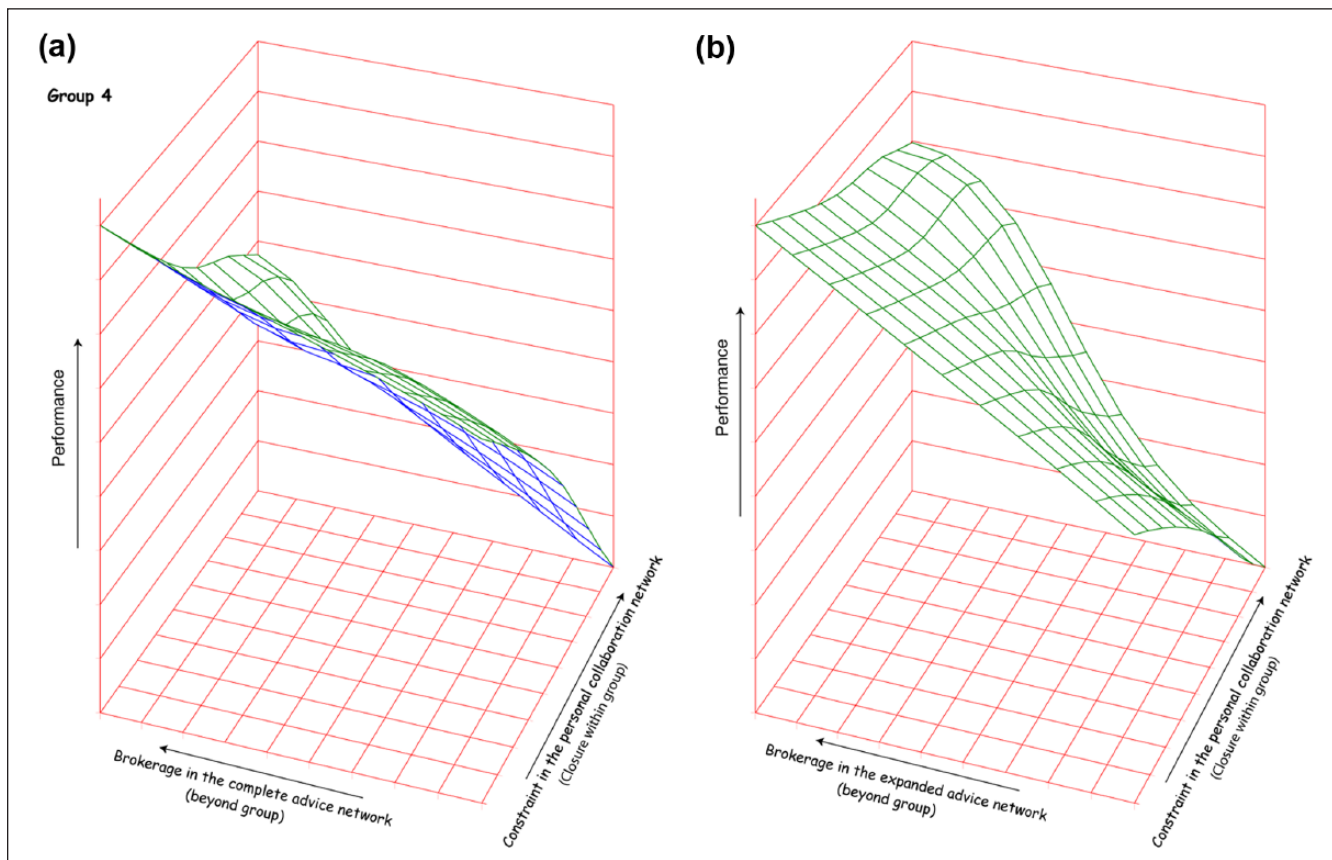 (a)
Group 4
Performance
Brokerage in the complete advice network
(beyond group)
Constraint in the personal collaboration network
(Closure within group)
(b)
Performance
Brokerage in the expanded advice network
(beyond group)
Constraint in the personal collaboration network
(Closure within group)